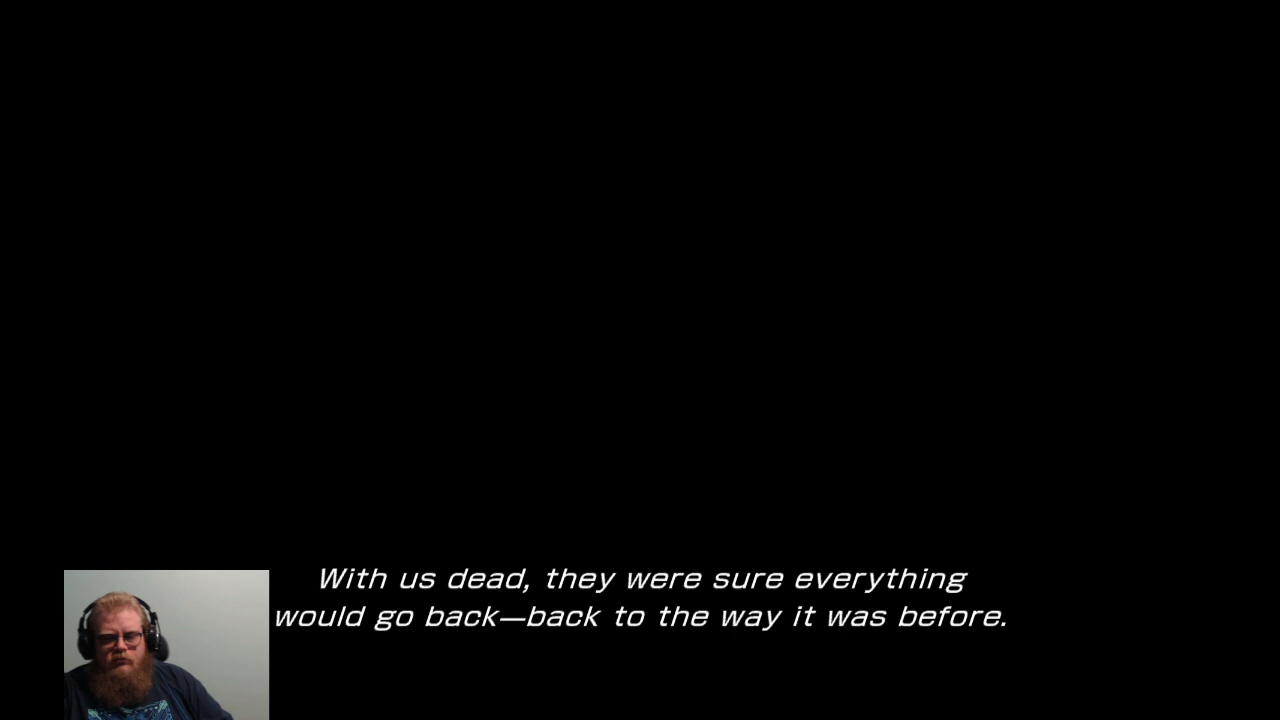 With us dead, they were sure everything
would go back—back to the way it was before.